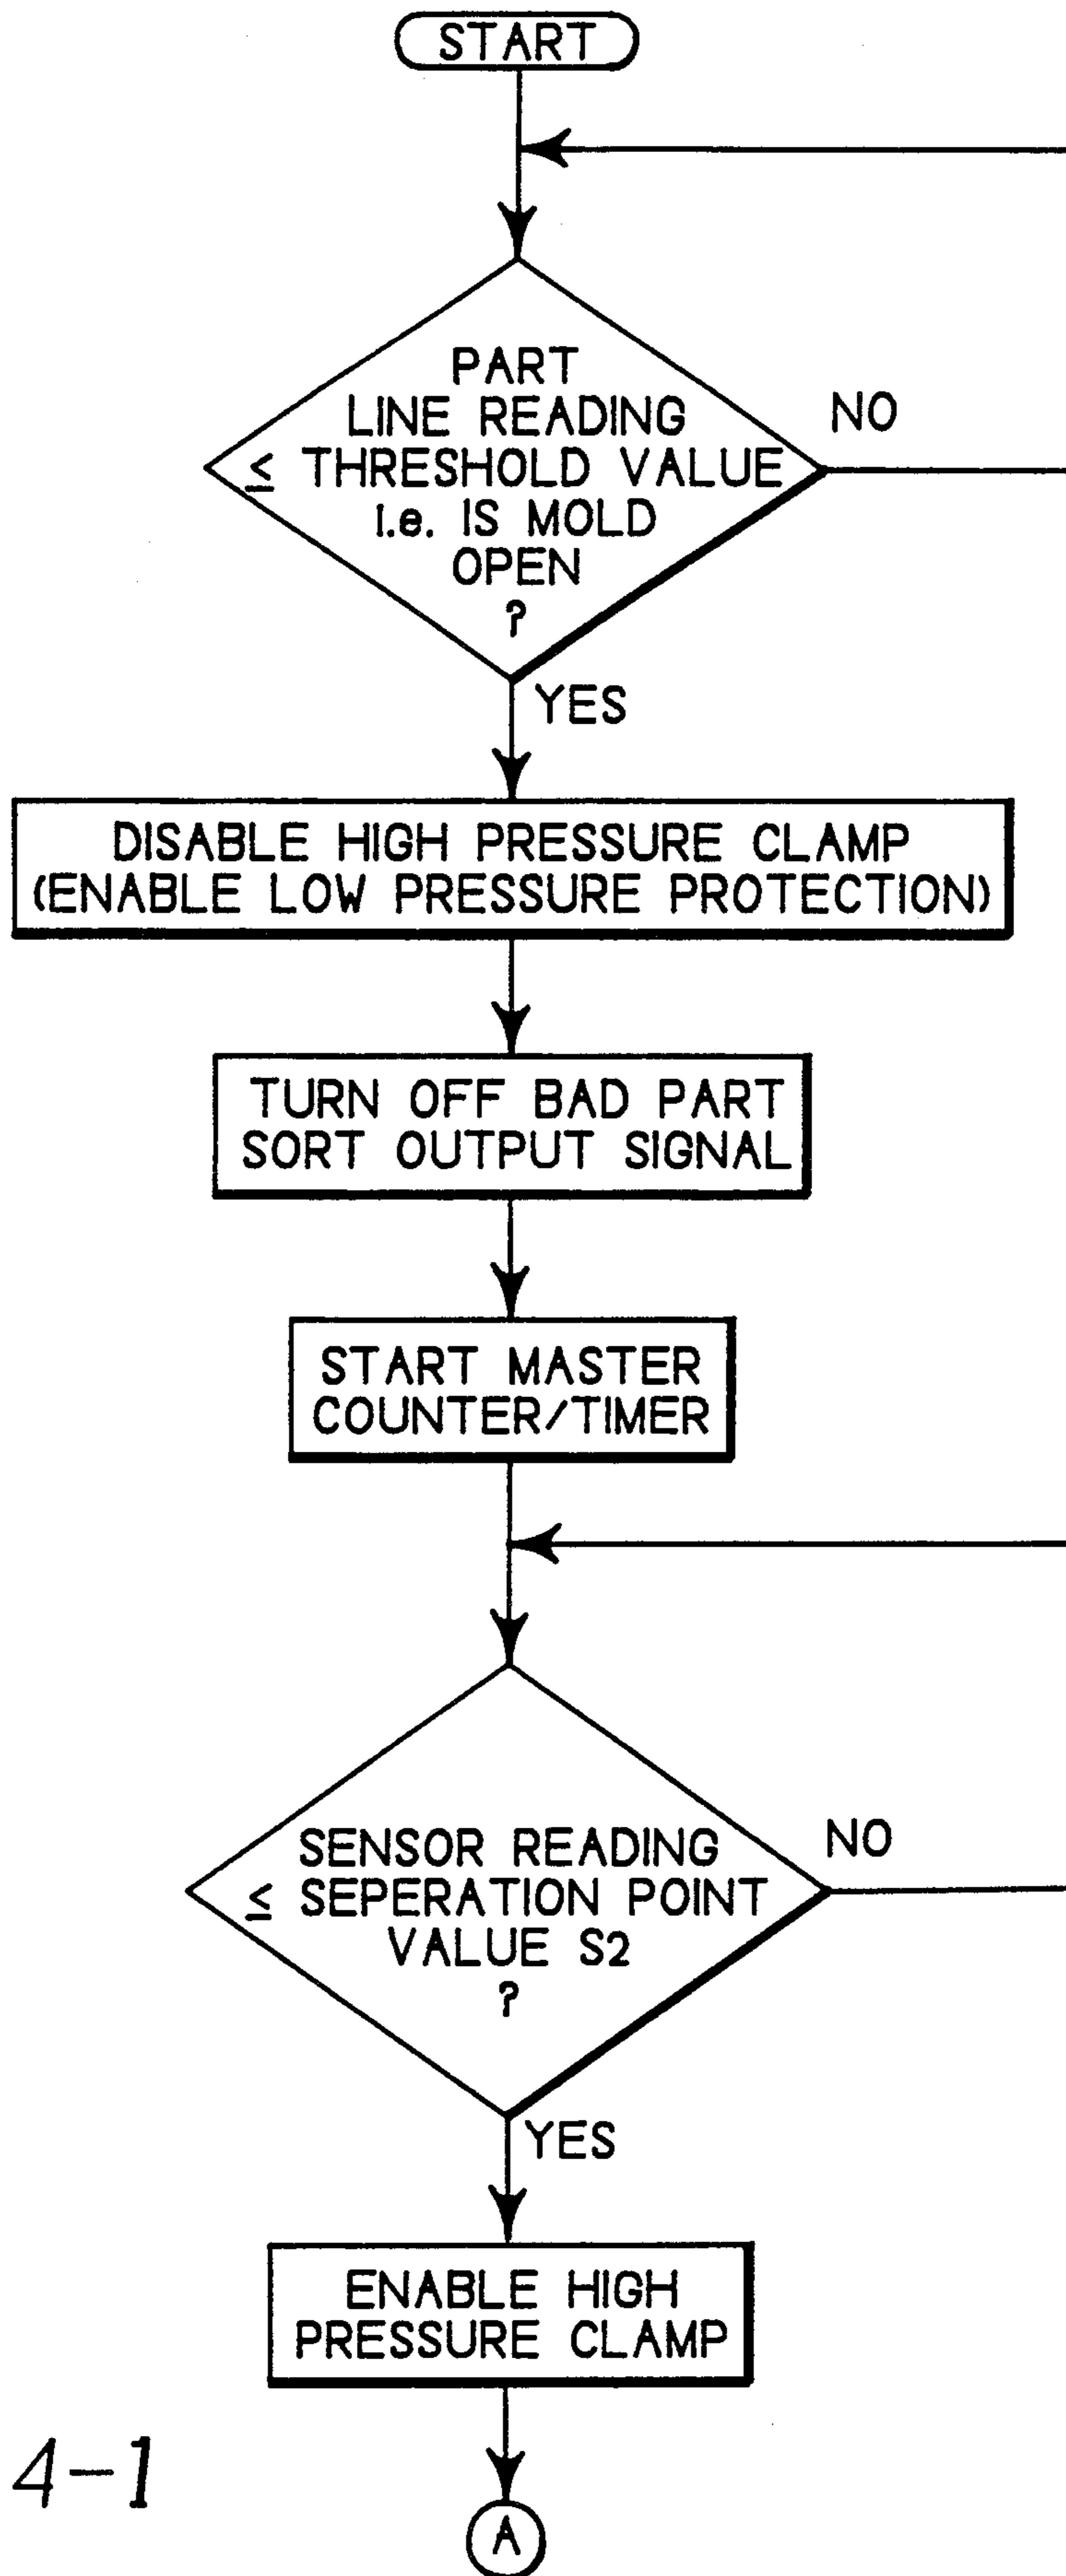 START
PART
LINE READING
≤ THRESHOLD VALUE
i.e. IS MOLD
OPEN
?
NO
YES
DISABLE HIGH PRESSURE CLAMP
(ENABLE LOW PRESSURE PROTECTION)
TURN OFF BAD PART
SORT OUTPUT SIGNAL
START MASTER
COUNTER/TIMER
SENSOR READING
≤ SEPERATION POINT
VALUE S2
?
NO
YES
ENABLE HIGH
PRESSURE CLAMP
4-1
A